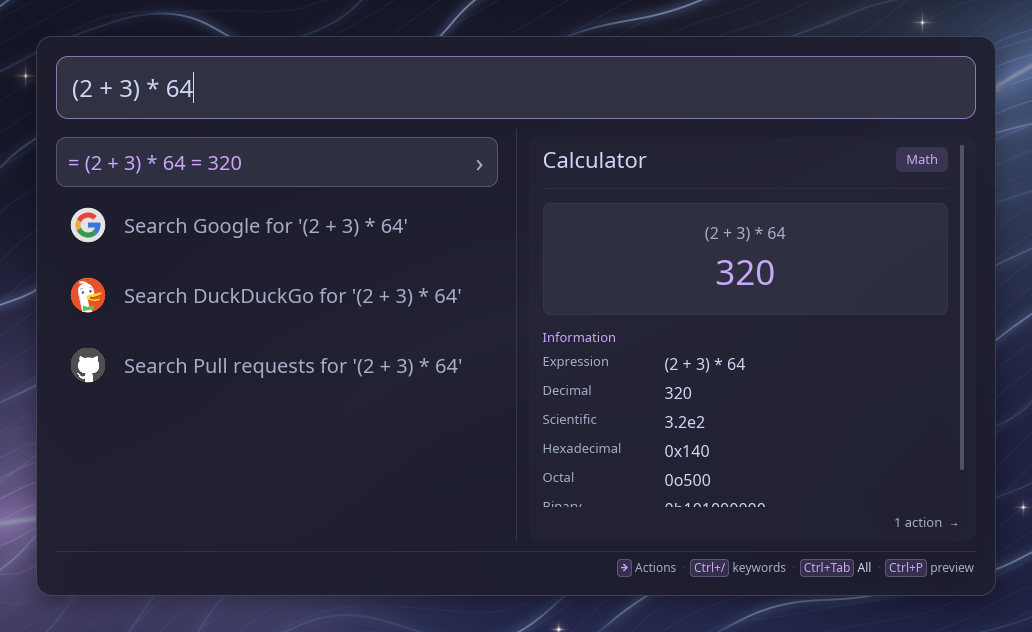 (2 + 3) * 64
= (2 + 3) * 64 = 320
Search Google for '(2 + 3) * 64'
Search DuckDuckGo for '(2 + 3) * 64'
Search Pull requests for '(2 + 3) * 64'
Calculator
Math
(2 + 3) * 64
320
Information
Expression (2 + 3) * 64
Decimal 320
Scientific 3.2e2
Hexadecimal 0x140
Octal 0o500
Binary 0b101000000
1 action →
→ Actions · Ctrl+/ keywords · Ctrl+Tab All · Ctrl+P preview